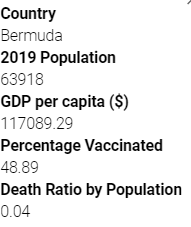 Country
Bermuda
2019 Population
63918
GDP per capita ($)
117089.29
Percentage Vaccinated
48.89
Death Ratio by Population
0.04